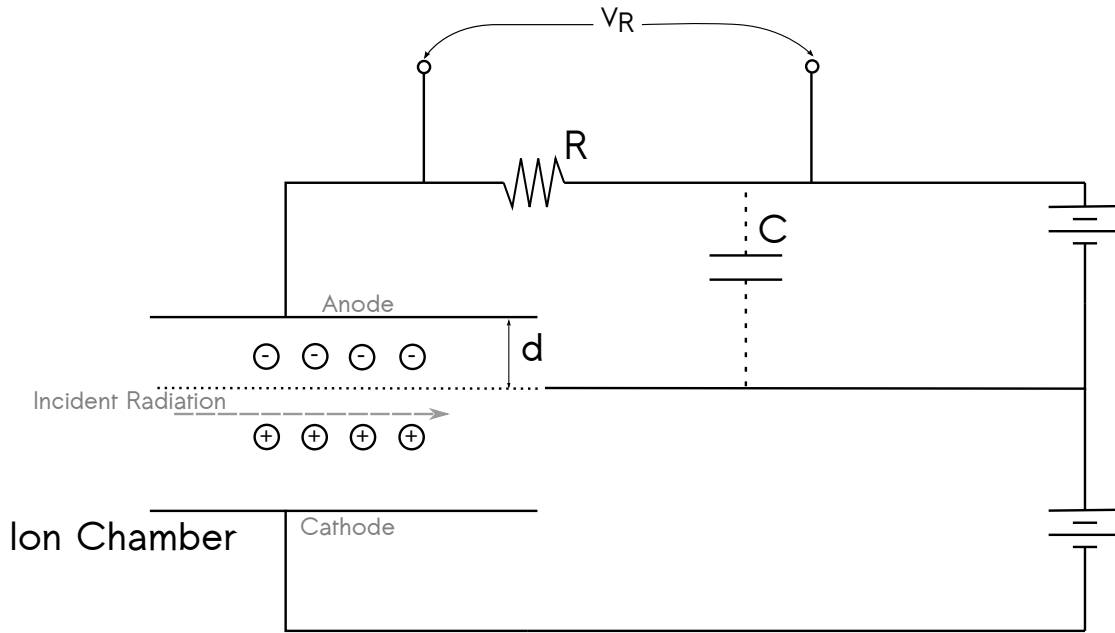 VR
R
C
Anode
- - - -
d
Incident Radiation
+ + + +
Cathode
Ion Chamber